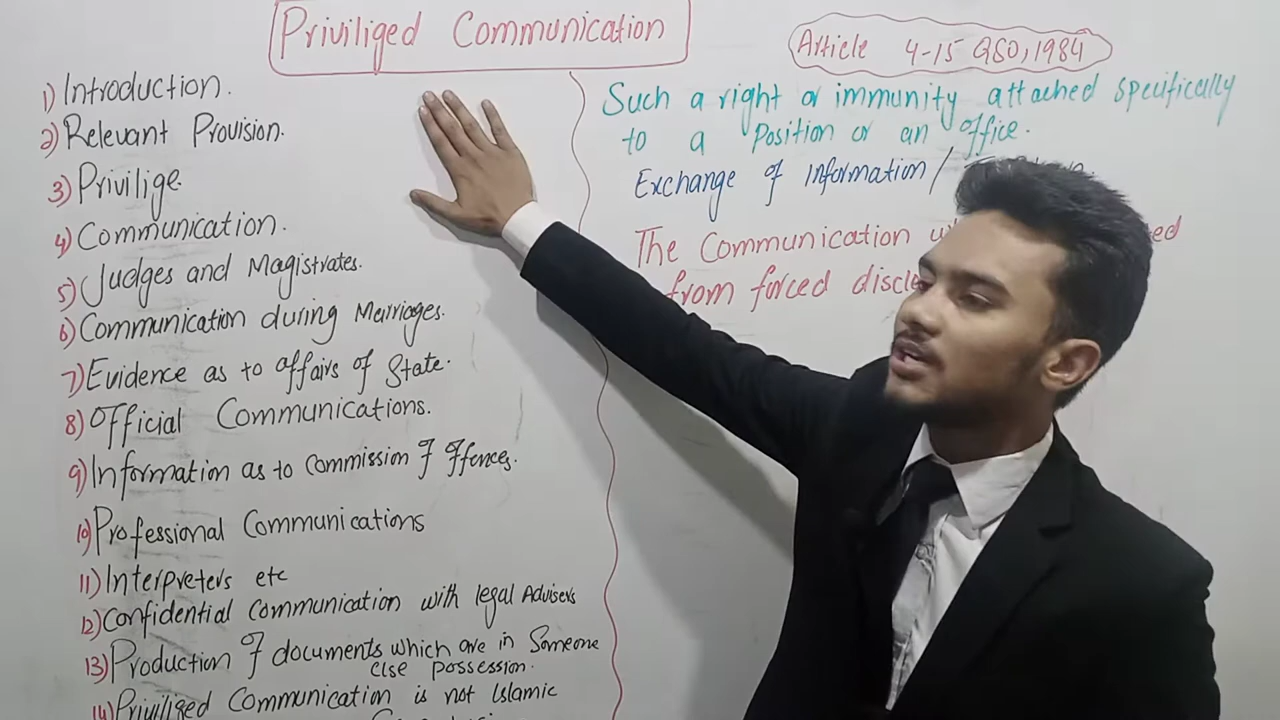 Priviliged Communication
Article 4-15 QSO, 1984
1) Introduction.
2) Relevant Provision.
3) Privilige.
4) Communication.
5) Judges and Magistrates.
6) Communication during Marriages.
7) Evidence as to affairs of State.
8) Official Communications.
9) Information as to Commission of offences.
10) Professional Communications
11) Interpreters etc
12) Confidential Communication with legal Advisers
13) Production of documents which are in Someone
else possession.
14) Priviliged Communication is not Islamic
Such a right or immunity attached specifically
to a Position or an office.
Exchange of Information /
The Communication
from forced